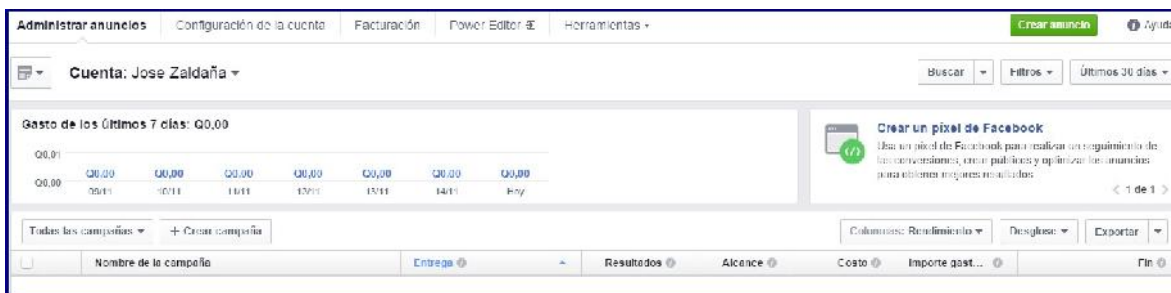 Administrar anuncios Configuración de la cuenta Facturación Power Editor Herramientas Crear anuncio Ayuda
Cuenta: Jose Zaldaña Buscar Filtros Últimos 30 días
Gasto de los últimos 7 días: Q0,00
Q0,01
Q0,00
Q0,00 Q0,00 Q0,00 Q0,00 Q0,00 Q0,00 Q0,00
09/11 10/11 11/11 12/11 13/11 14/11 Hoy
Crear un píxel de Facebook
Usa un píxel de Facebook para realizar un seguimiento de
las conversiones, crear públicos y optimizar los anuncios
para obtener mejores resultados
< 1 de 1 >
Todas las campañas + Crear campaña Columnas: Rendimiento Desglose Exportar
Nombre de la campaña Entrega Resultados Alcance Costo Importe gast... Fin